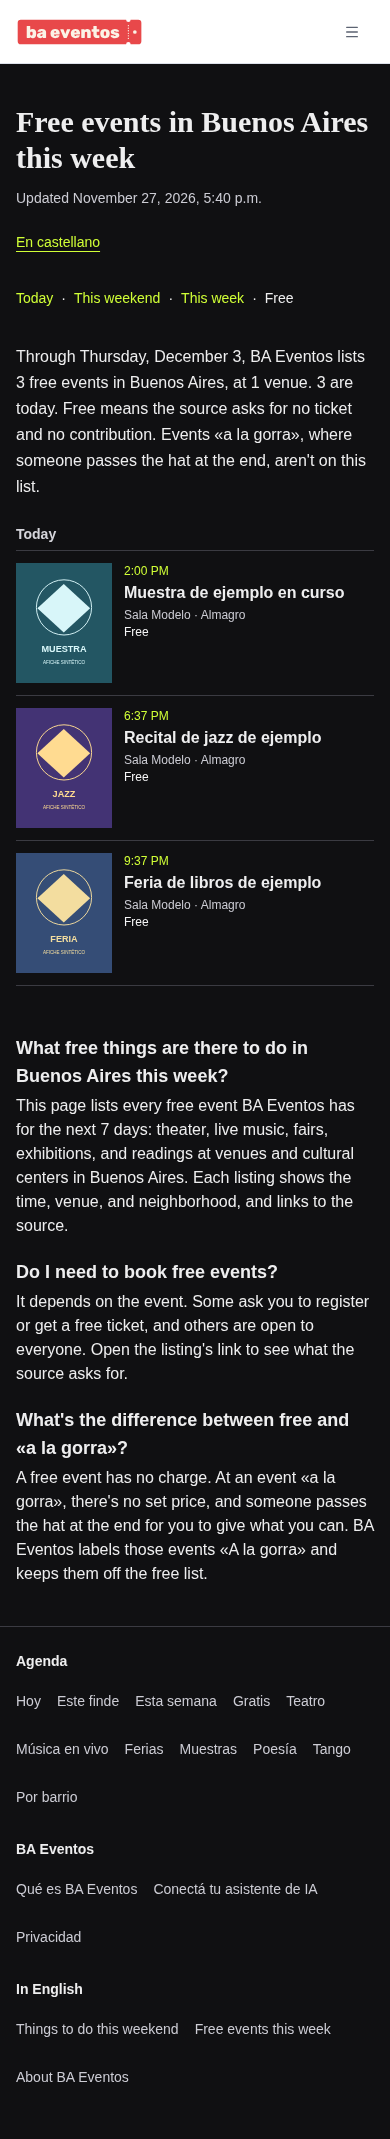 ba eventos
Free events in Buenos Aires
this week
Updated November 27, 2026, 5:40 p.m.
En castellano
Today · This weekend · This week · Free
Through Thursday, December 3, BA Eventos lists
3 free events in Buenos Aires, at 1 venue. 3 are
today. Free means the source asks for no ticket
and no contribution. Events «a la gorra», where
someone passes the hat at the end, aren't on this
list.
Today
MUESTRA
AFICHE SINTÉTICO
2:00 PM
Muestra de ejemplo en curso
Sala Modelo · Almagro
Free
JAZZ
AFICHE SINTÉTICO
6:37 PM
Recital de jazz de ejemplo
Sala Modelo · Almagro
Free
FERIA
AFICHE SINTÉTICO
9:37 PM
Feria de libros de ejemplo
Sala Modelo · Almagro
Free
What free things are there to do in
Buenos Aires this week?
This page lists every free event BA Eventos has
for the next 7 days: theater, live music, fairs,
exhibitions, and readings at venues and cultural
centers in Buenos Aires. Each listing shows the
time, venue, and neighborhood, and links to the
source.
Do I need to book free events?
It depends on the event. Some ask you to register
or get a free ticket, and others are open to
everyone. Open the listing's link to see what the
source asks for.
What's the difference between free and
«a la gorra»?
A free event has no charge. At an event «a la
gorra», there's no set price, and someone passes
the hat at the end for you to give what you can. BA
Eventos labels those events «A la gorra» and
keeps them off the free list.
Agenda
Hoy Este finde Esta semana Gratis Teatro
Música en vivo Ferias Muestras Poesía Tango
Por barrio
BA Eventos
Qué es BA Eventos Conectá tu asistente de IA
Privacidad
In English
Things to do this weekend Free events this week
About BA Eventos